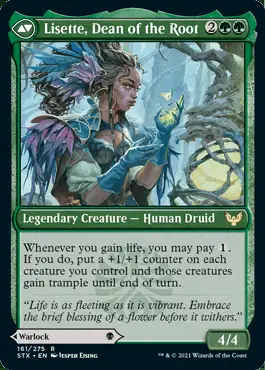 Lisette, Dean of the Root 2
Legendary Creature — Human Druid
Whenever you gain life, you may pay 1.
If you do, put a +1/+1 counter on
each creature you control and those
creatures gain trample until end of turn.
“Life is as fleeting as it is vibrant. Embrace
the brief blessing of a flower before it withers.”
Warlock
4/4
161/275 R
STX • EN Jesper Eising
™ & © 2021 Wizards of the Coast